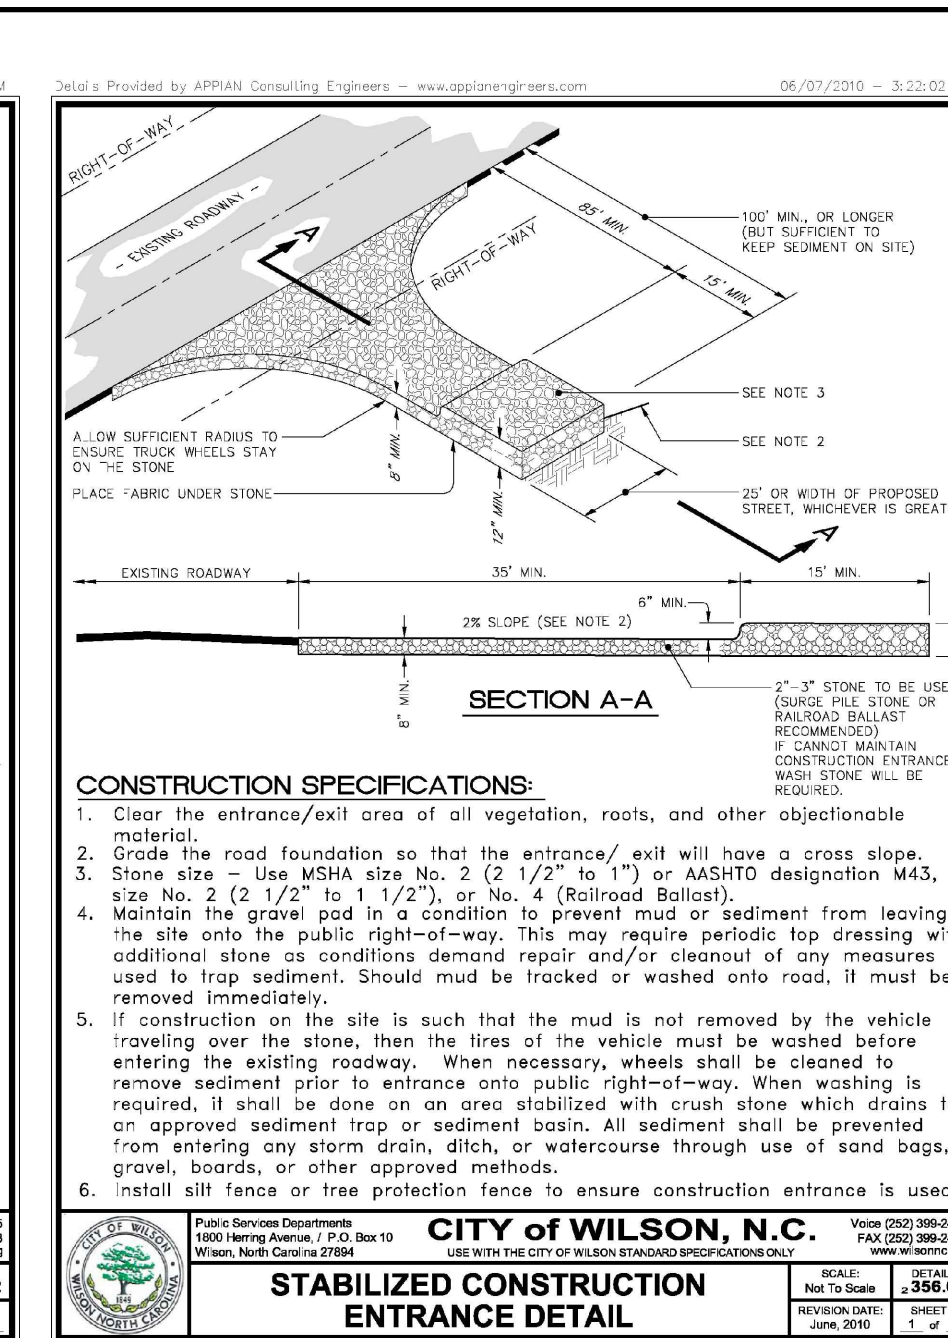 Details Provided by APPIAN Consulting Engineers – www.appianengineers.com
06/07/2010 – 3:22:02
RIGHT-OF-WAY
- EXISTING ROADWAY -
A
RIGHT-OF-WAY
85' MIN.
15' MIN.
100' MIN., OR LONGER
(BUT SUFFICIENT TO
KEEP SEDIMENT ON SITE)
SEE NOTE 3
SEE NOTE 2
ALLOW SUFFICIENT RADIUS TO
ENSURE TRUCK WHEELS STAY
ON THE STONE
PLACE FABRIC UNDER STONE
8" MIN.
12" MIN.
25' OR WIDTH OF PROPOSED
STREET, WHICHEVER IS GREAT
A
EXISTING ROADWAY
35' MIN.
15' MIN.
6" MIN.
2% SLOPE (SEE NOTE 2)
8" MIN.
SECTION A-A
2"-3" STONE TO BE USE
(SURGE PILE STONE OR
RAILROAD BALLAST
RECOMMENDED)
IF CANNOT MAINTAIN
CONSTRUCTION ENTRANCE
WASH STONE WILL BE
REQUIRED.
CONSTRUCTION SPECIFICATIONS:
1. Clear the entrance/exit area of all vegetation, roots, and other objectionable
material.
2. Grade the road foundation so that the entrance/ exit will have a cross slope.
3. Stone size – Use MSHA size No. 2 (2 1/2" to 1") or AASHTO designation M43,
size No. 2 (2 1/2" to 1 1/2"), or No. 4 (Railroad Ballast).
4. Maintain the gravel pad in a condition to prevent mud or sediment from leaving
the site onto the public right-of-way. This may require periodic top dressing wi
additional stone as conditions demand repair and/or cleanout of any measures
used to trap sediment. Should mud be tracked or washed onto road, it must be
removed immediately.
5. If construction on the site is such that the mud is not removed by the vehicle
traveling over the stone, then the tires of the vehicle must be washed before
entering the existing roadway. When necessary, wheels shall be cleaned to
remove sediment prior to entrance onto public right-of-way. When washing is
required, it shall be done on an area stabilized with crush stone which drains t
an approved sediment trap or sediment basin. All sediment shall be prevented
from entering any storm drain, ditch, or watercourse through use of sand bags,
gravel, boards, or other approved methods.
6. Install silt fence or tree protection fence to ensure construction entrance is used
CITY OF WILSON
1849
NORTH CAROLINA
Public Services Departments
1800 Herring Avenue, / P.O. Box 10
Wilson, North Carolina 27894
CITY of WILSON, N.C.
USE WITH THE CITY OF WILSON STANDARD SPECIFICATIONS ONLY
Voice (252) 399-2
FAX (252) 399-2
www.wilsonnc
STABILIZED CONSTRUCTION
ENTRANCE DETAIL
SCALE:
Not To Scale
DETAIL
2 356.0
REVISION DATE:
June, 2010
SHEET
1 of